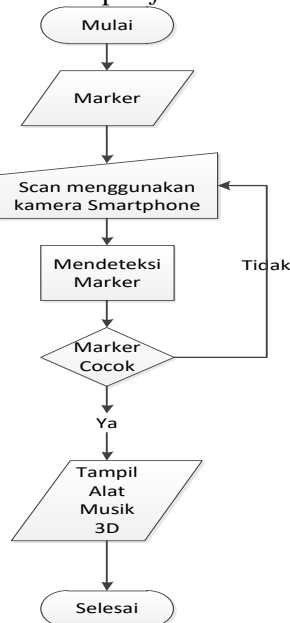 Mulai
Marker
Scan menggunakan
kamera Smartphone
Mendeteksi
Marker
Tidak
Marker
Cocok
Ya
Tampil
Alat
Musik
3D
Selesai